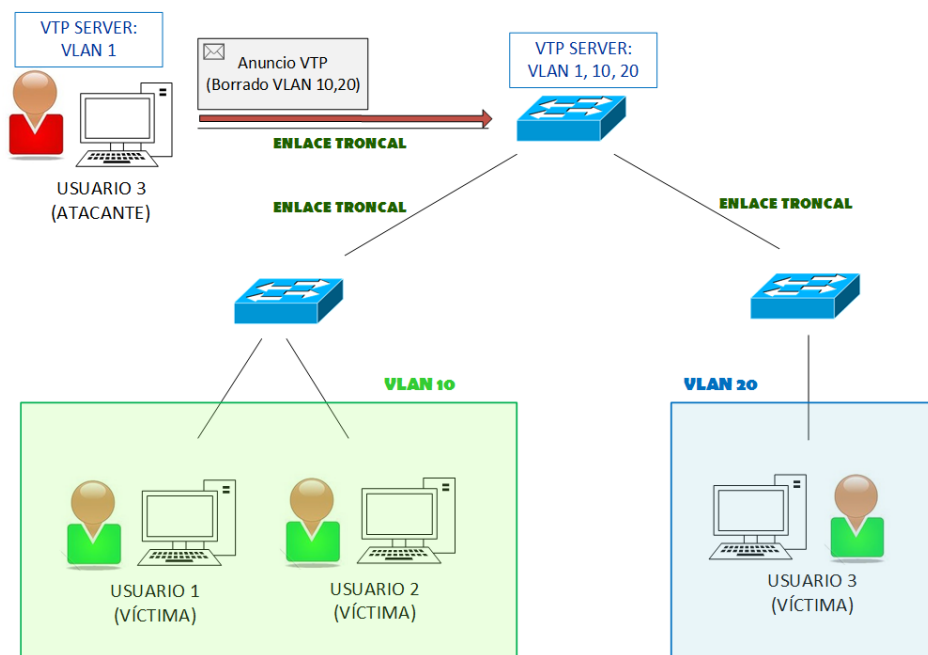 VTP SERVER:
VLAN 1
Anuncio VTP
(Borrado VLAN 10,20)
VTP SERVER:
VLAN 1, 10, 20
ENLACE TRONCAL
USUARIO 3
(ATACANTE)
ENLACE TRONCAL
ENLACE TRONCAL
VLAN 10
VLAN 20
USUARIO 1
(VÍCTIMA)
USUARIO 2
(VÍCTIMA)
USUARIO 3
(VÍCTIMA)